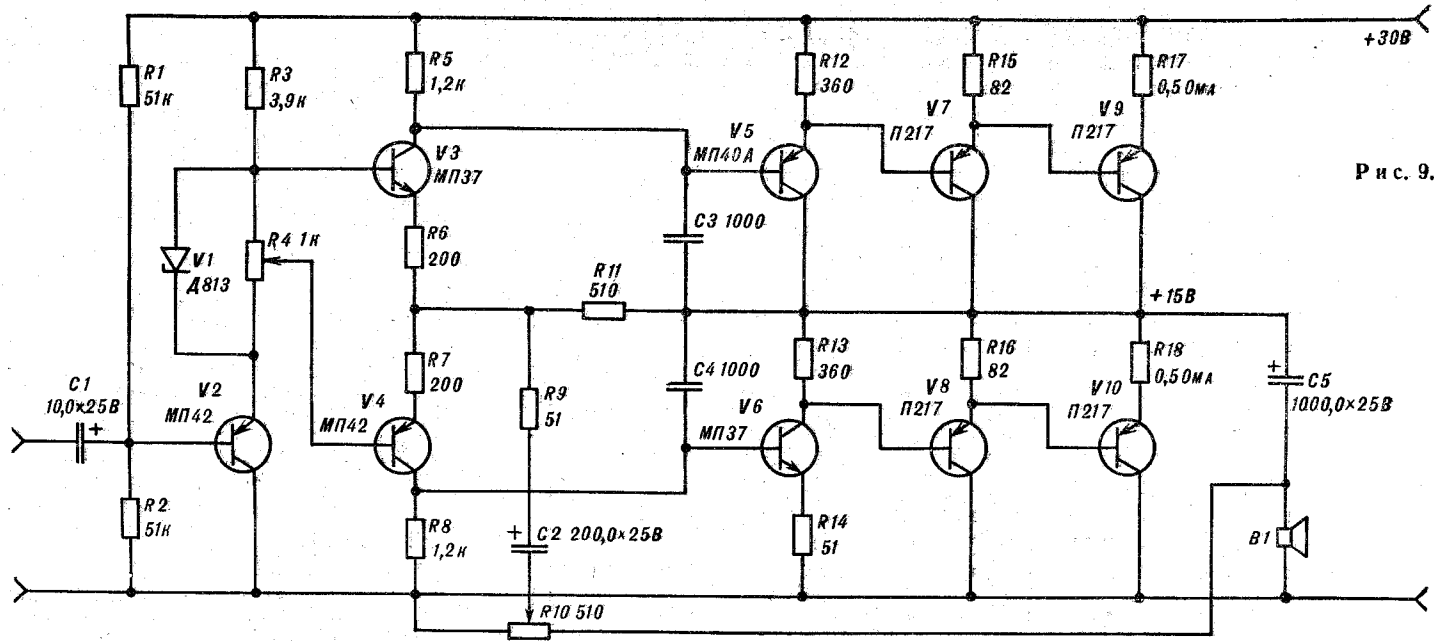 +30В
R1
51к
R3
3,9к
R5
1,2к
R12
360
R15
82
R17
0,5 Ома
V3
МП37
V5
МП40А
V7
П217
V9
П217
Рис. 9.
V1
Д813
R4 1к
R6
200
C3 1000
R11
510
+15В
C1
10,0×25В
V2
МП42
R7
200
V4
МП42
R9
51
C4 1000
R13
360
V6
МП37
R16
82
V8
П217
R18
0,5 Ома
V10
П217
C5
1000,0×25В
R2
51к
R8
1,2к
C2 200,0×25В
R14
51
В1
R10 510